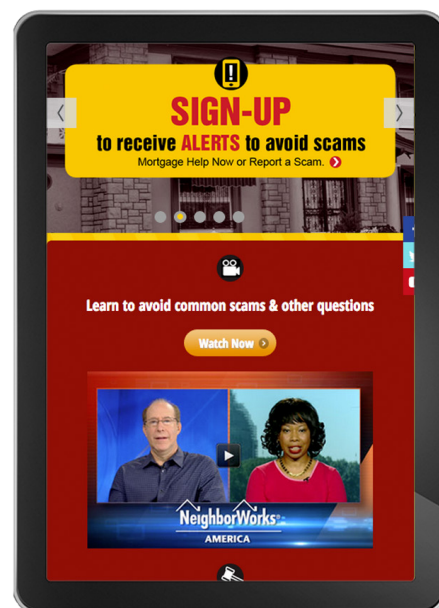 SIGN-UP
to receive ALERTS to avoid scams
Mortgage Help Now or Report a Scam.
Learn to avoid common scams & other questions
Watch Now
NeighborWorks®
AMERICA